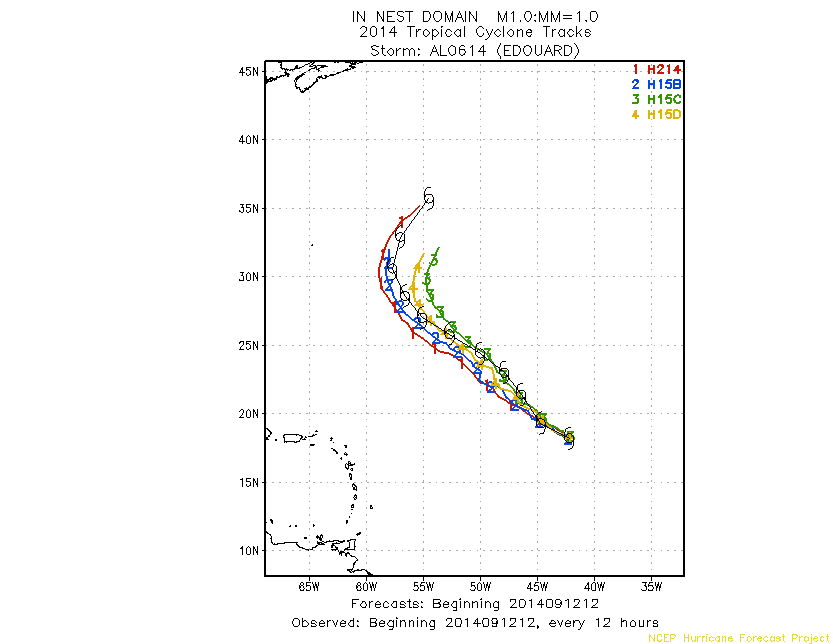 IN NEST DOMAIN M1.0:MM=1.0
2014 Tropical Cyclone Tracks
Storm: AL0614 (EDOUARD)
1 H214
2 H15B
3 H15C
4 H15D
45N
40N
35N
30N
25N
20N
15N
10N
65W 60W 55W 50W 45W 40W 35W
Forecasts: Beginning 2014091212
Observed: Beginning 2014091212, every 12 hours
NCEP Hurricane Forecast Project